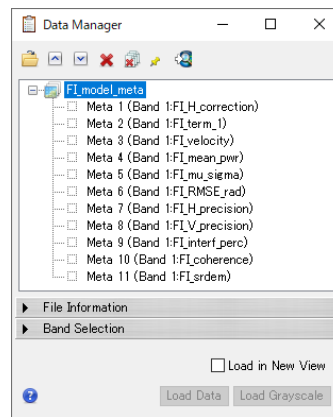 Data Manager
FI_model_meta
Meta 1 (Band 1:FI_H_correction)
Meta 2 (Band 1:FI_term_1)
Meta 3 (Band 1:FI_velocity)
Meta 4 (Band 1:FI_mean_pwr)
Meta 5 (Band 1:FI_mu_sigma)
Meta 6 (Band 1:FI_RMSE_rad)
Meta 7 (Band 1:FI_H_precision)
Meta 8 (Band 1:FI_V_precision)
Meta 9 (Band 1:FI_interf_perc)
Meta 10 (Band 1:FI_coherence)
Meta 11 (Band 1:FI_srdem)
File Information
Band Selection
Load in New View
Load Data Load Grayscale